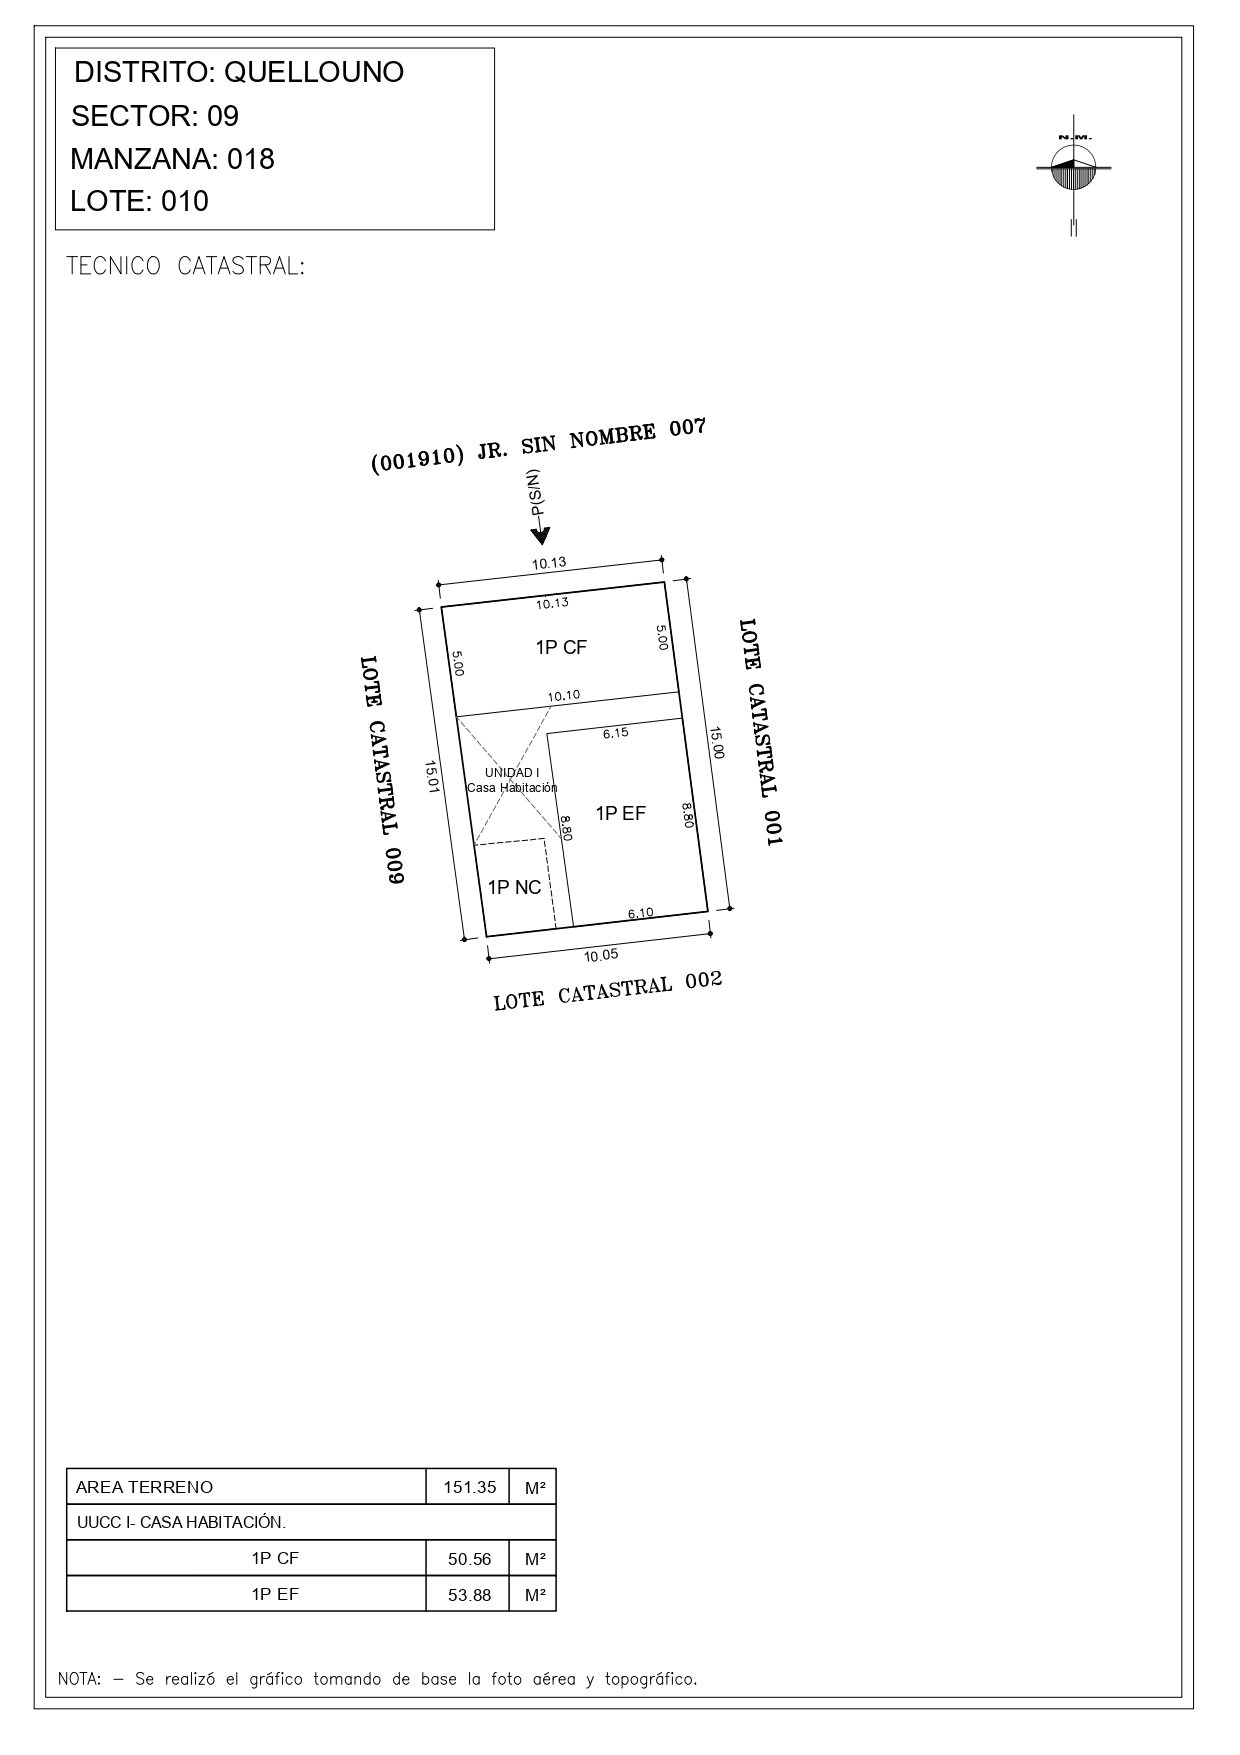 DISTRITO: QUELLOUNO
SECTOR: 09
MANZANA: 018
LOTE: 010
N.M.
TECNICO CATASTRAL:
(001910) JR. SIN NOMBRE 007
P(S/N)
10.13
10.13
1P CF
5.00
5.00
10.10
6.15
15.00
15.01
LOTE CATASTRAL 009
LOTE CATASTRAL 001
UNIDAD I
Casa Habitación
8.80
1P EF
8.80
1P NC
6.10
10.05
LOTE CATASTRAL 002
AREA TERRENO 151.35 M²
UUCC I- CASA HABITACIÓN.
1P CF 50.56 M²
1P EF 53.88 M²
NOTA: – Se realizó el gráfico tomando de base la foto aérea y topográfico.